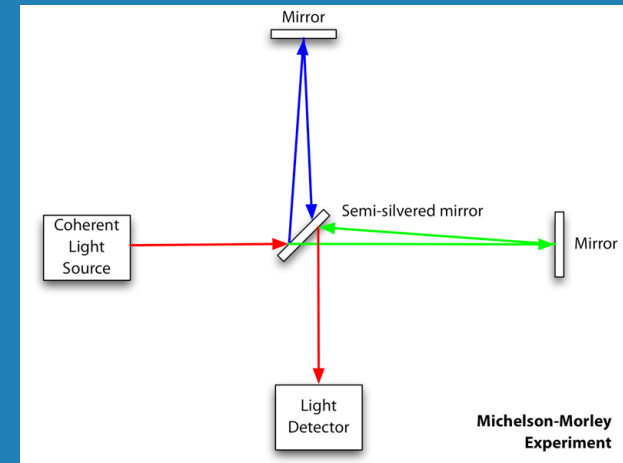 Mirror
Semi-silvered mirror
Coherent
Light
Source
Mirror
Light
Detector
Michelson-Morley
Experiment